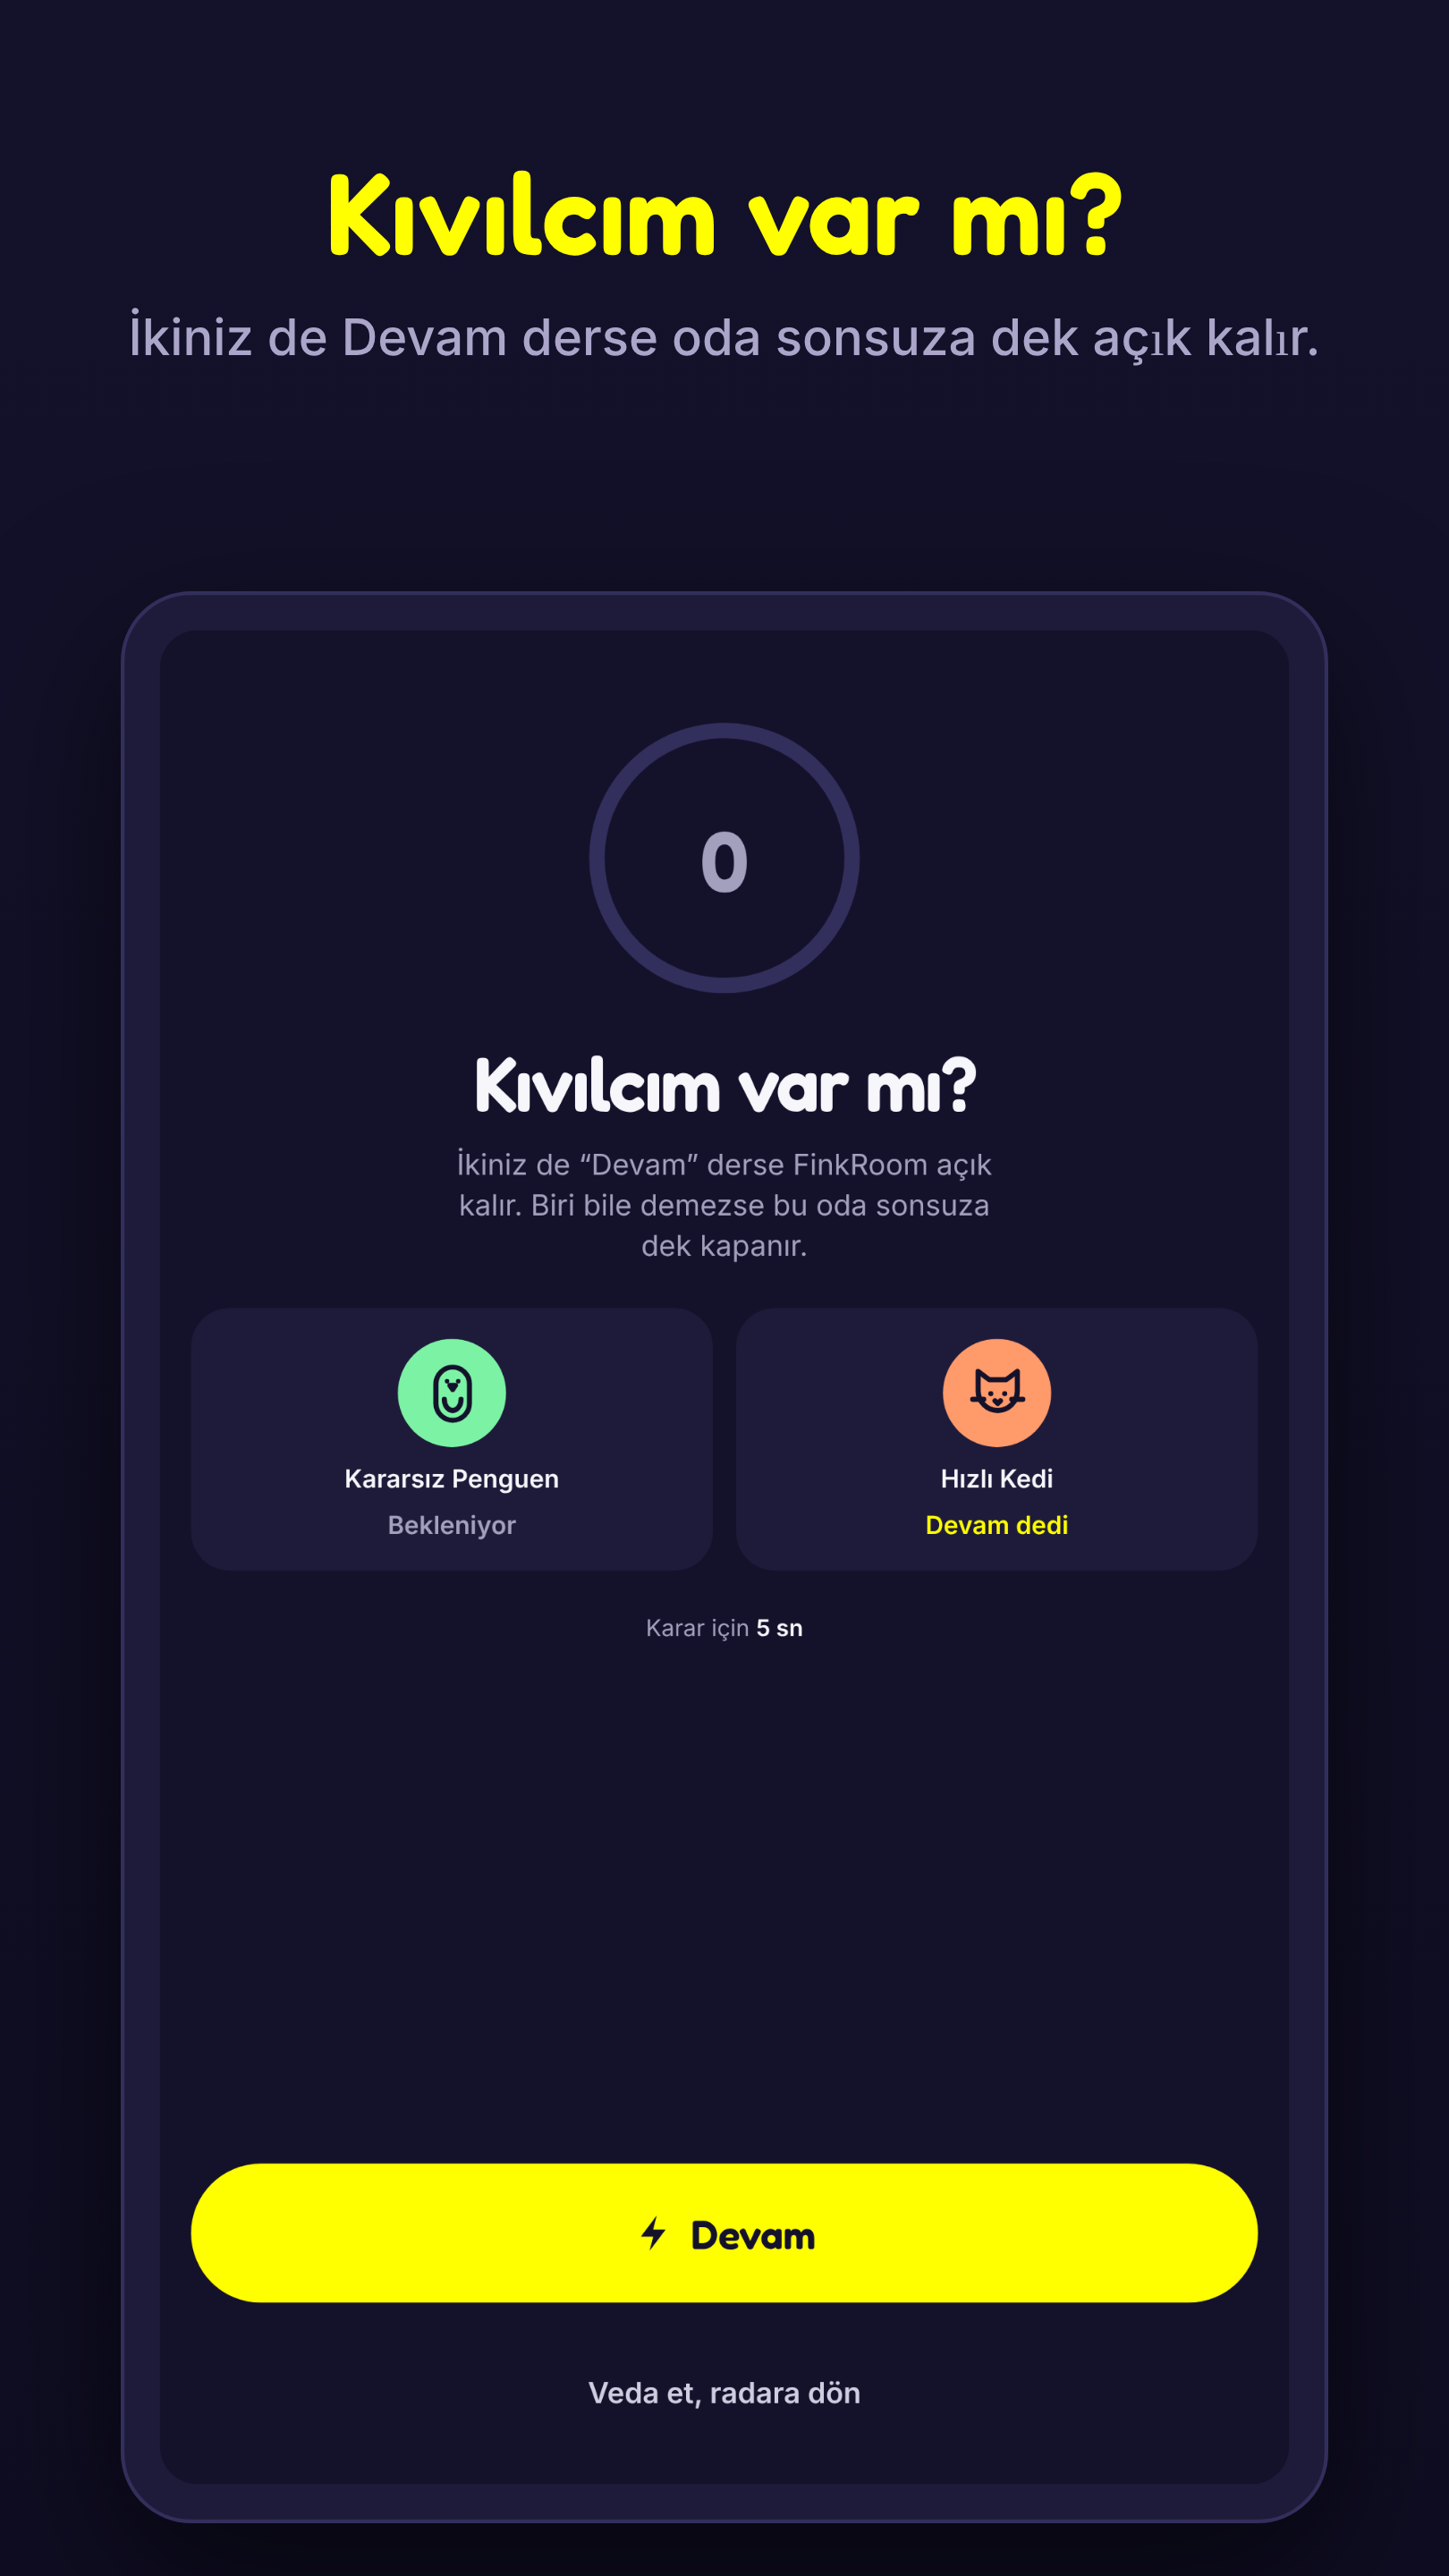 Kıvılcım var mı?
İkiniz de Devam derse oda sonsuza dek açık kalır.
0
Kıvılcım var mı?
İkiniz de “Devam” derse FinkRoom açık
kalır. Biri bile demezse bu oda sonsuza
dek kapanır.
Kararsız Penguen
Bekleniyor
Hızlı Kedi
Devam dedi
Karar için 5 sn
Devam
Veda et, radara dön